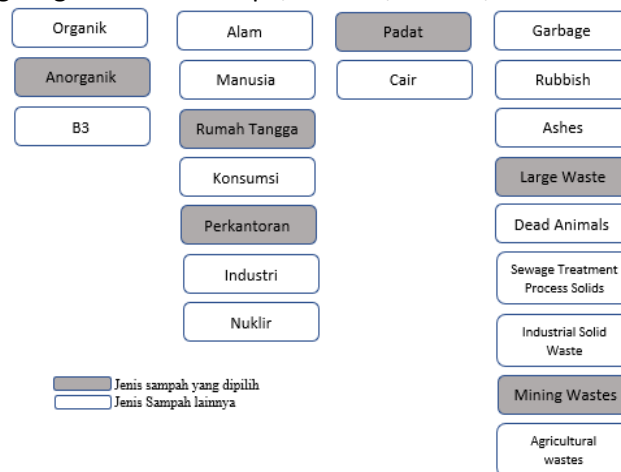 Organik
Anorganik
B3
Alam
Manusia
Rumah Tangga
Konsumsi
Perkantoran
Industri
Nuklir
Padat
Cair
Garbage
Rubbish
Ashes
Large Waste
Dead Animals
Sewage Treatment
Process Solids
Industrial Solid
Waste
Mining Wastes
Agricultural
wastes
Jenis sampah yang dipilih
Jenis Sampah lainnya